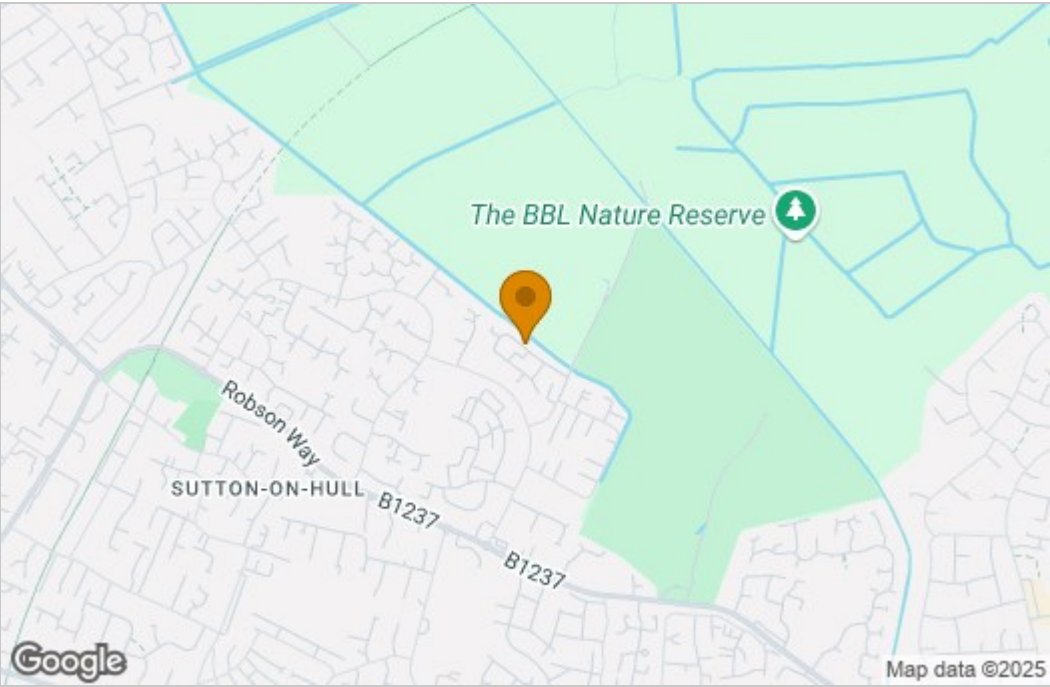 The BBL Nature Reserve
Robson Way
SUTTON-ON-HULL
B1237
B1237
Google
Map data ©2025